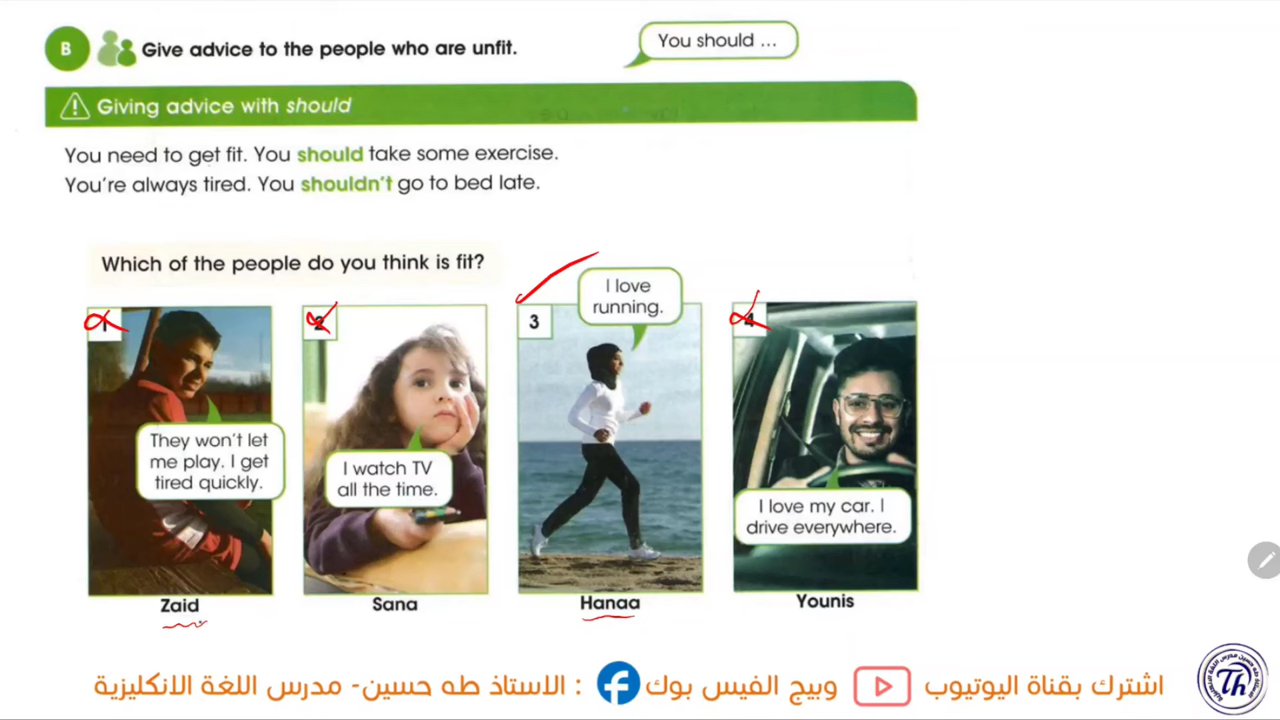 B Give advice to the people who are unfit.
You should ...
Giving advice with should
You need to get fit. You should take some exercise.
You're always tired. You shouldn't go to bed late.
Which of the people do you think is fit?
1
They won't let
me play. I get
tired quickly.
Zaid
2
I watch TV
all the time.
Sana
3
I love
running.
Hanaa
4
I love my car. I
drive everywhere.
Younis
اشترك بقناة اليوتيوب وبيج الفيس بوك : الاستاذ طه حسين- مدرس اللغة الانكليزية
Th